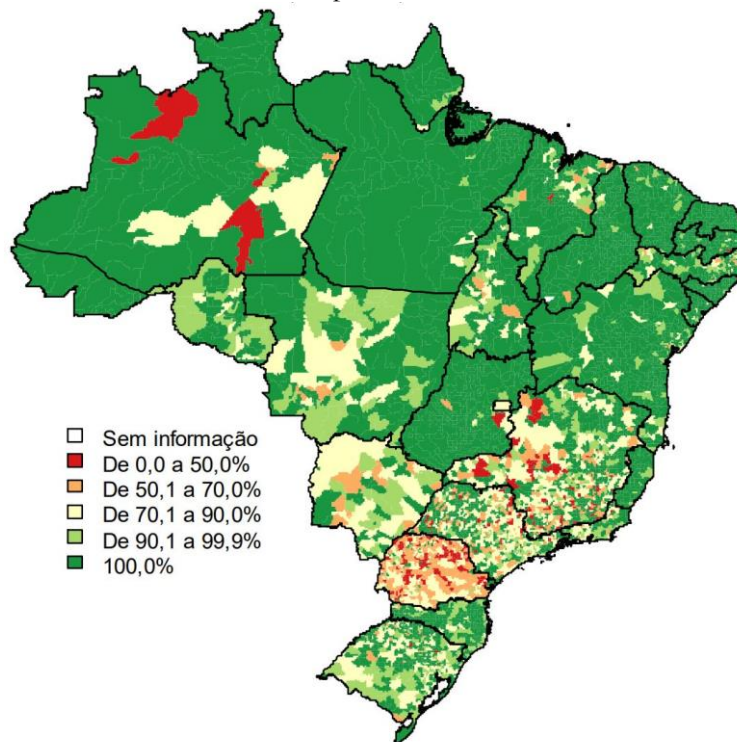 Sem informação
De 0,0 a 50,0%
De 50,1 a 70,0%
De 70,1 a 90,0%
De 90,1 a 99,9%
100,0%